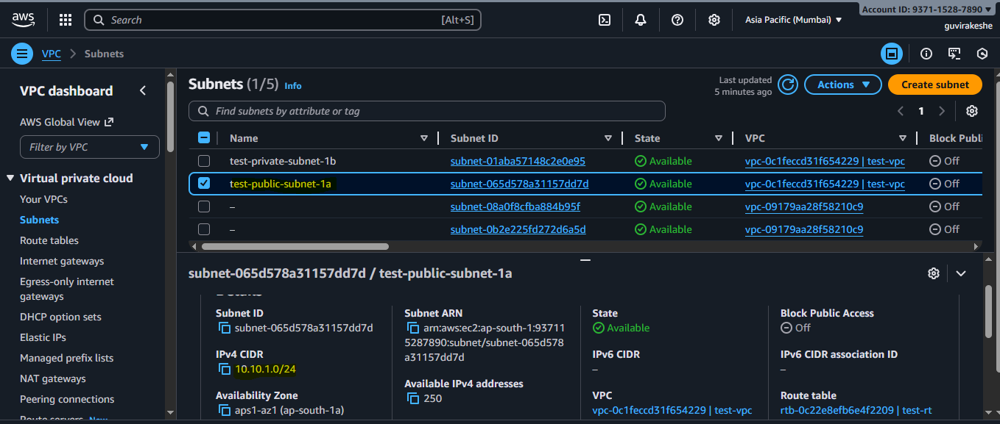 aws
Search
[Alt+S]
Asia Pacific (Mumbai)
Account ID: 9371-1528-7890
guvirakeshe
VPC
Subnets
VPC dashboard
AWS Global View
Filter by VPC
Virtual private cloud
Your VPCs
Subnets
Route tables
Internet gateways
Egress-only internet
gateways
DHCP option sets
Elastic IPs
Managed prefix lists
NAT gateways
Peering connections
Route servers New
Subnets (1/5) Info
Last updated
5 minutes ago
Actions
Create subnet
Find subnets by attribute or tag
1
Name Subnet ID State VPC Block Publi
test-private-subnet-1b subnet-01aba57148c2e0e95 Available vpc-0c1feccd31f654229 | test-vpc Off
test-public-subnet-1a subnet-065d578a31157dd7d Available vpc-0c1feccd31f654229 | test-vpc Off
– subnet-08a0f8cfba884b95f Available vpc-09179aa28f58210c9 Off
– subnet-0b2e225fd272d6a5d Available vpc-09179aa28f58210c9 Off
subnet-065d578a31157dd7d / test-public-subnet-1a
Subnet ID
subnet-065d578a31157dd7d
IPv4 CIDR
10.10.1.0/24
Availability Zone
aps1-az1 (ap-south-1a)
Subnet ARN
arn:aws:ec2:ap-south-1:93711
5287890:subnet/subnet-065d578
a31157dd7d
Available IPv4 addresses
250
State
Available
IPv6 CIDR
–
VPC
vpc-0c1feccd31f654229 | test-vpc
Block Public Access
Off
IPv6 CIDR association ID
–
Route table
rtb-0c22e8efb6e4f2209 | test-rt